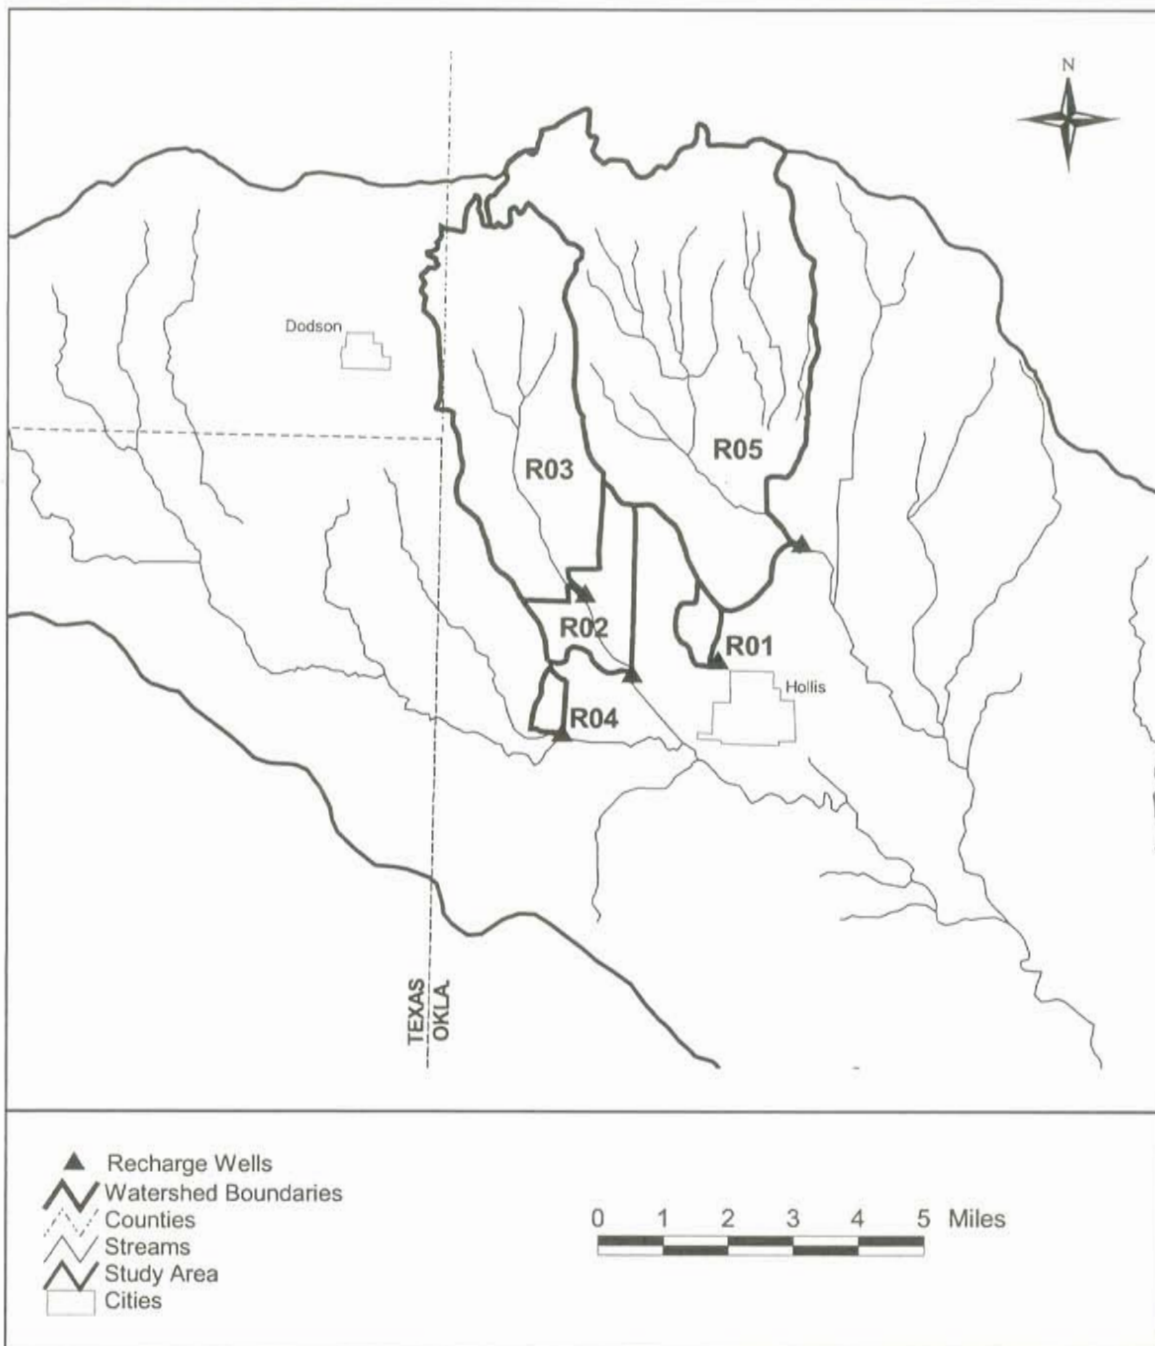 N
Dodson
R05
R03
R02
R01
Hollis
R04
TEXAS
OKLA.
Recharge Wells
Watershed Boundaries
Counties
Streams
Study Area
Cities
0 1 2 3 4 5 Miles